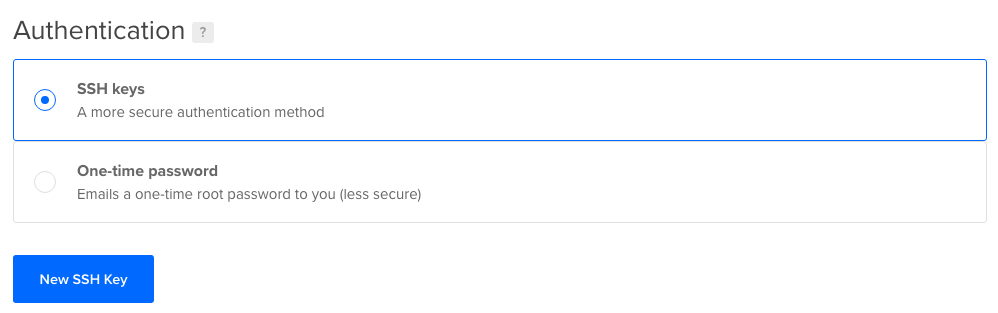 Authentication ?
SSH keys
A more secure authentication method
One-time password
Emails a one-time root password to you (less secure)
New SSH Key